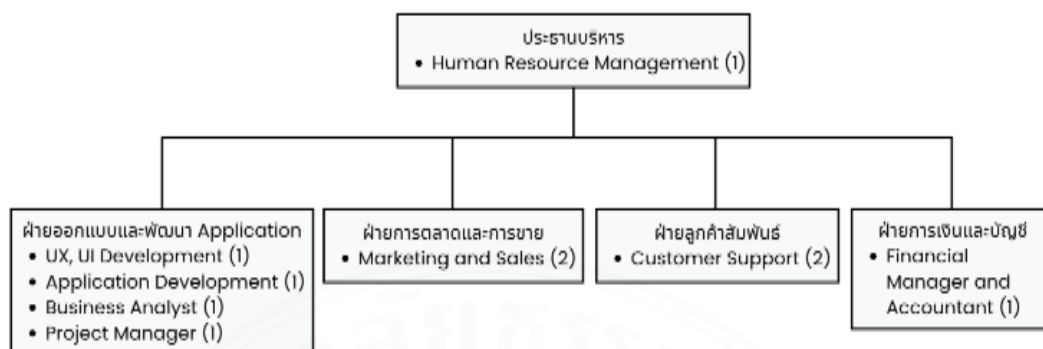 ประธานบริหาร
• Human Resource Management (1)
ฝ่ายออกแบบและพัฒนา Application
• UX, UI Development (1)
• Application Development (1)
• Business Analyst (1)
• Project Manager (1)
ฝ่ายการตลาดและการขาย
• Marketing and Sales (2)
ฝ่ายลูกค้าสัมพันธ์
• Customer Support (2)
ฝ่ายการเงินและบัญชี
• Financial
Manager and
Accountant (1)